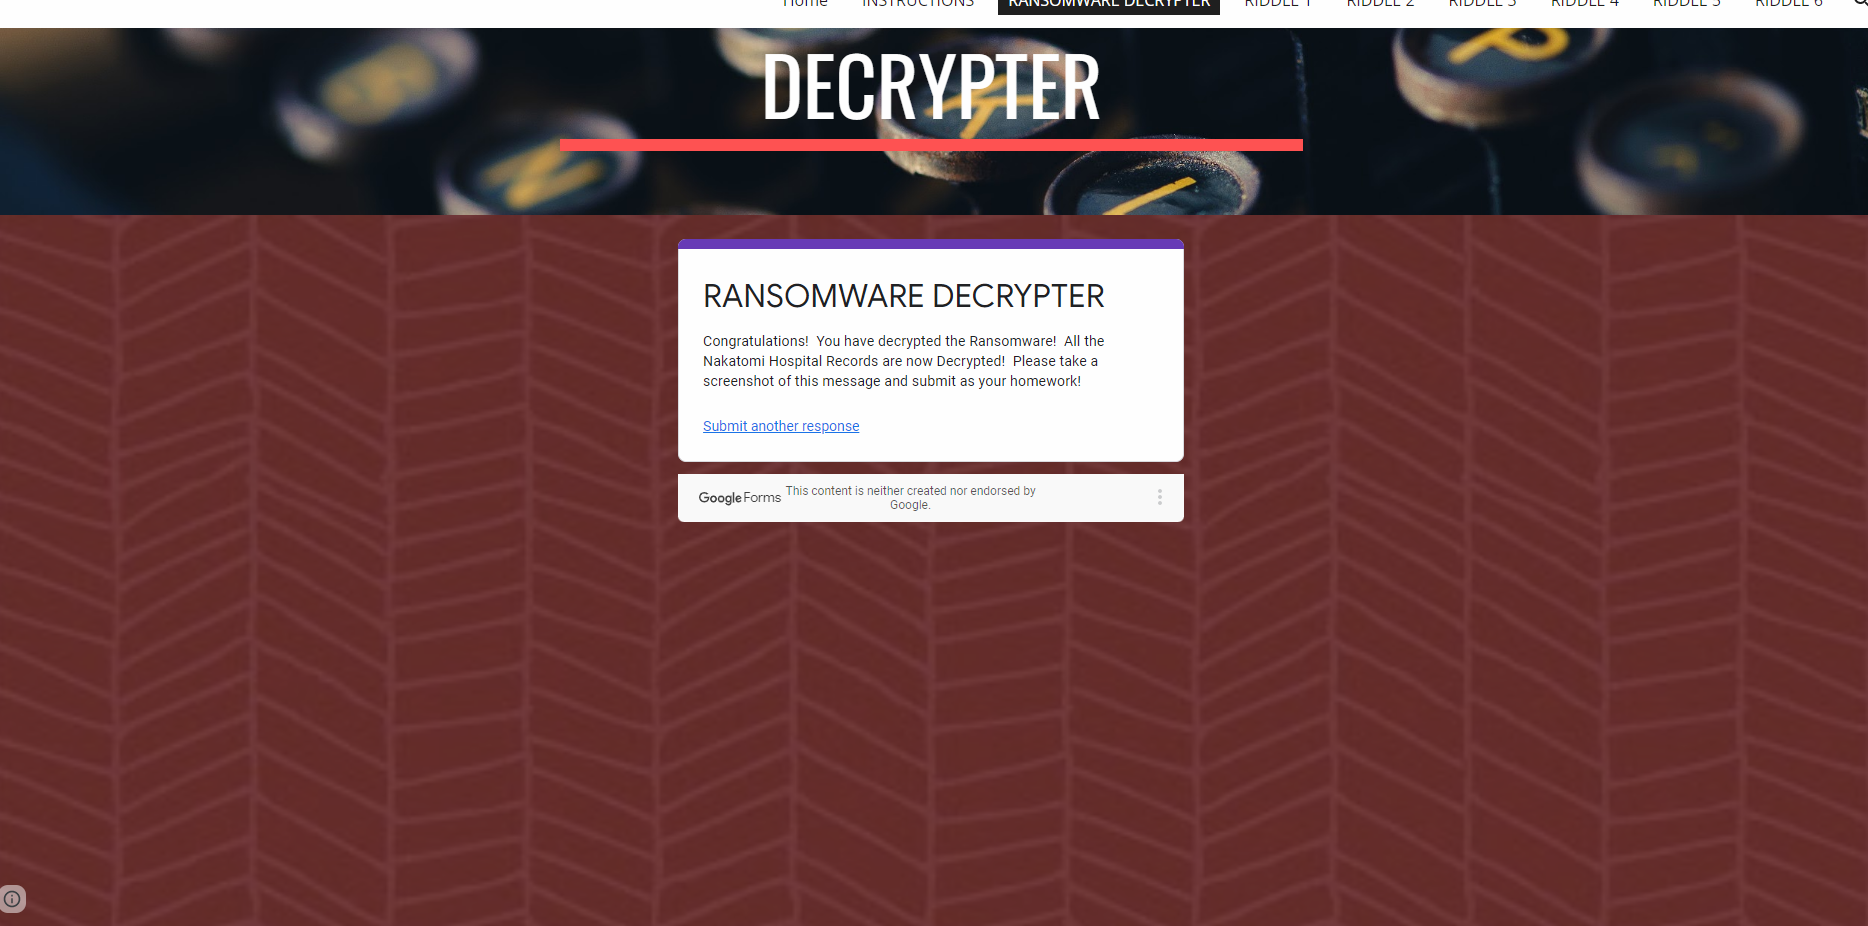 Home INSTRUCTIONS RANSOMWARE DECRYPTER RIDDLE 1 RIDDLE 2 RIDDLE 3 RIDDLE 4 RIDDLE 5 RIDDLE 6
DECRYPTER
RANSOMWARE DECRYPTER
Congratulations!  You have decrypted the Ransomware!  All the
Nakatomi Hospital Records are now Decrypted!  Please take a
screenshot of this message and submit as your homework!
Submit another response
Google Forms This content is neither created nor endorsed by
Google.